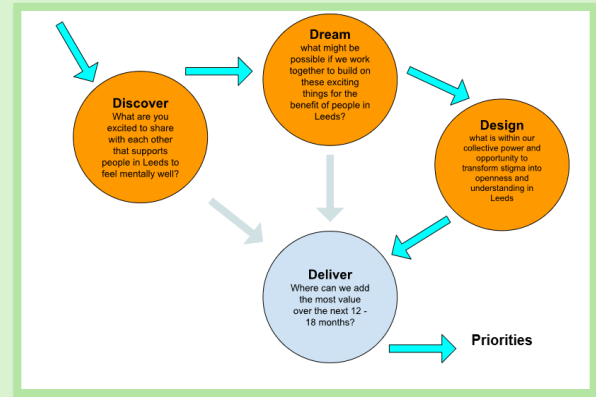 Discover
What are you
excited to share
with each other
that supports
people in Leeds to
feel mentally well?
Dream
what might be
possible if we work
together to build on
these exciting
things for the
benefit of people in
Leeds?
Design
what is within our
collective power and
opportunity to
transform stigma into
openness and
understanding in
Leeds
Deliver
Where can we add
the most value
over the next 12 -
18 months?
Priorities